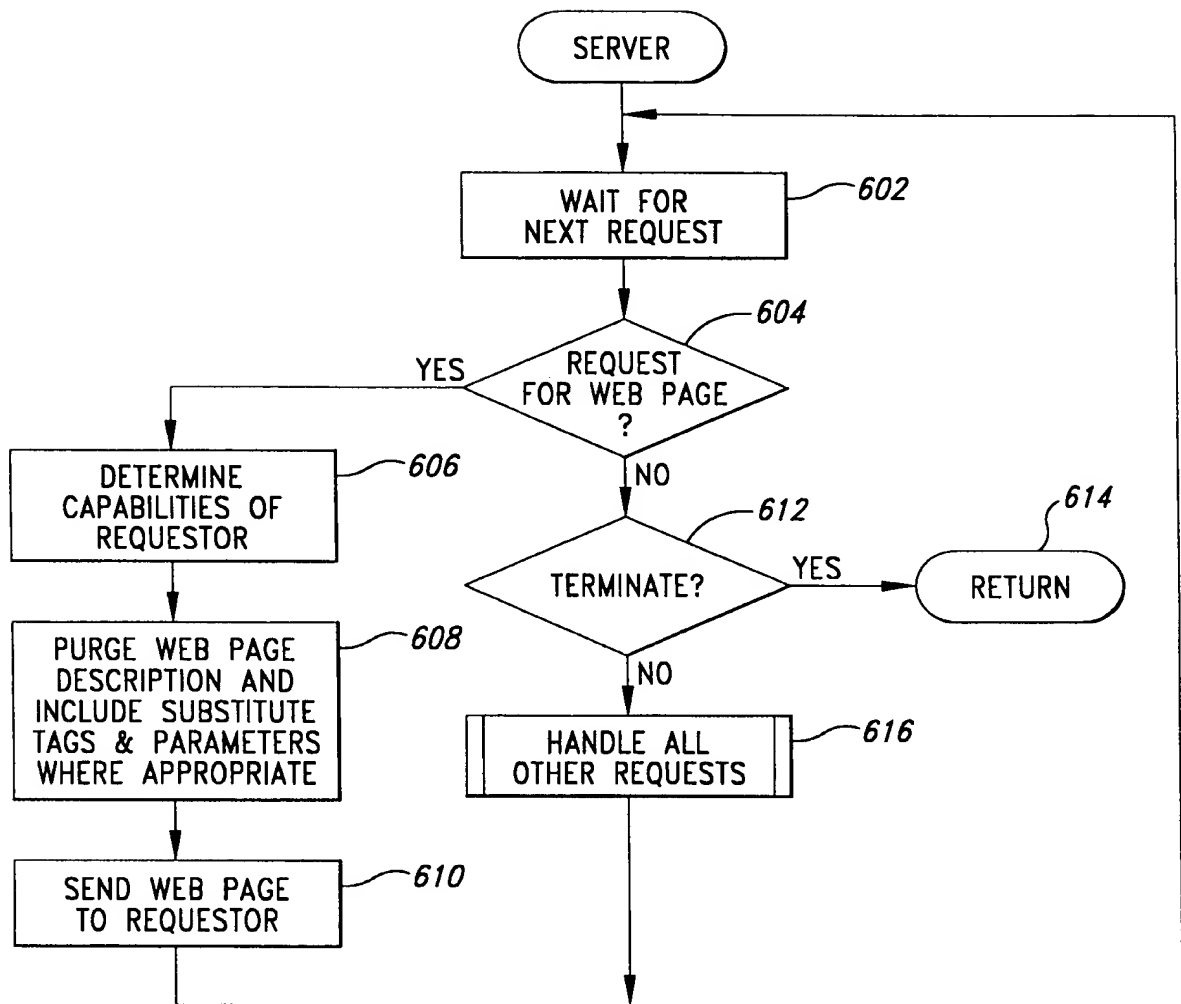 SERVER
WAIT FOR
NEXT REQUEST
602
604
REQUEST
FOR WEB PAGE
?
YES
NO
DETERMINE
CAPABILITIES OF
REQUESTOR
606
612
TERMINATE?
YES
614
RETURN
NO
PURGE WEB PAGE
DESCRIPTION AND
INCLUDE SUBSTITUTE
TAGS & PARAMETERS
WHERE APPROPRIATE
608
HANDLE ALL
OTHER REQUESTS
616
SEND WEB PAGE
TO REQUESTOR
610